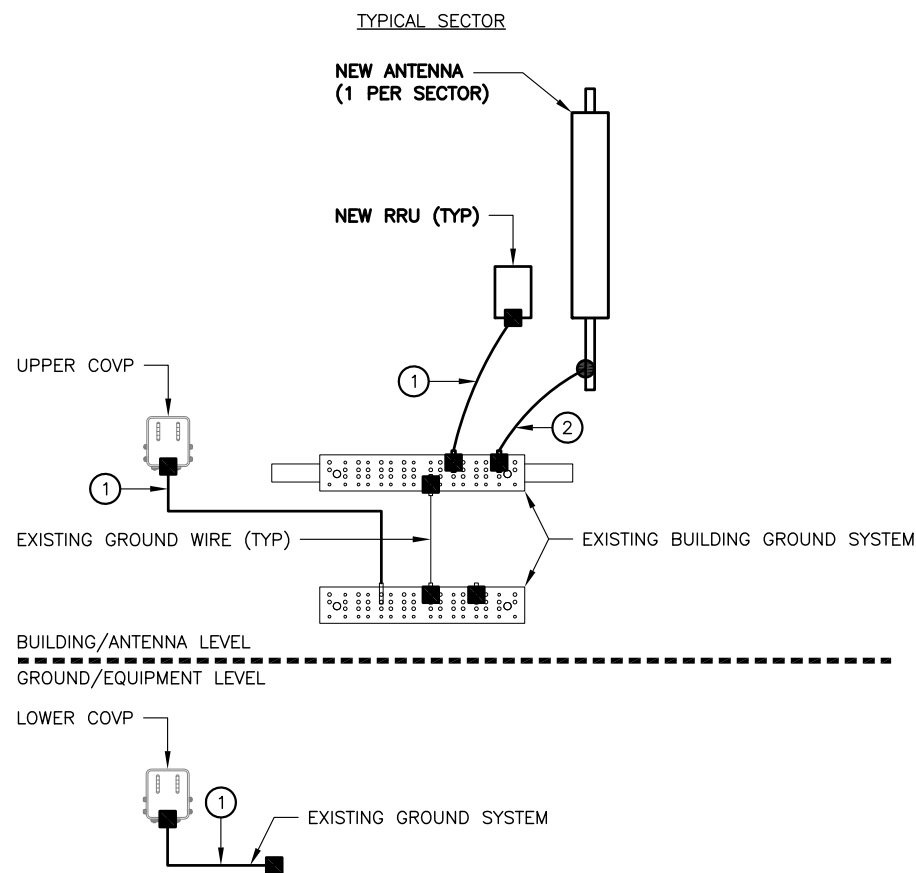 TYPICAL SECTOR
NEW ANTENNA
(1 PER SECTOR)
NEW RRU (TYP)
UPPER COVP
1
2
1
EXISTING GROUND WIRE (TYP)
EXISTING BUILDING GROUND SYSTEM
BUILDING/ANTENNA LEVEL
GROUND/EQUIPMENT LEVEL
LOWER COVP
1
EXISTING GROUND SYSTEM